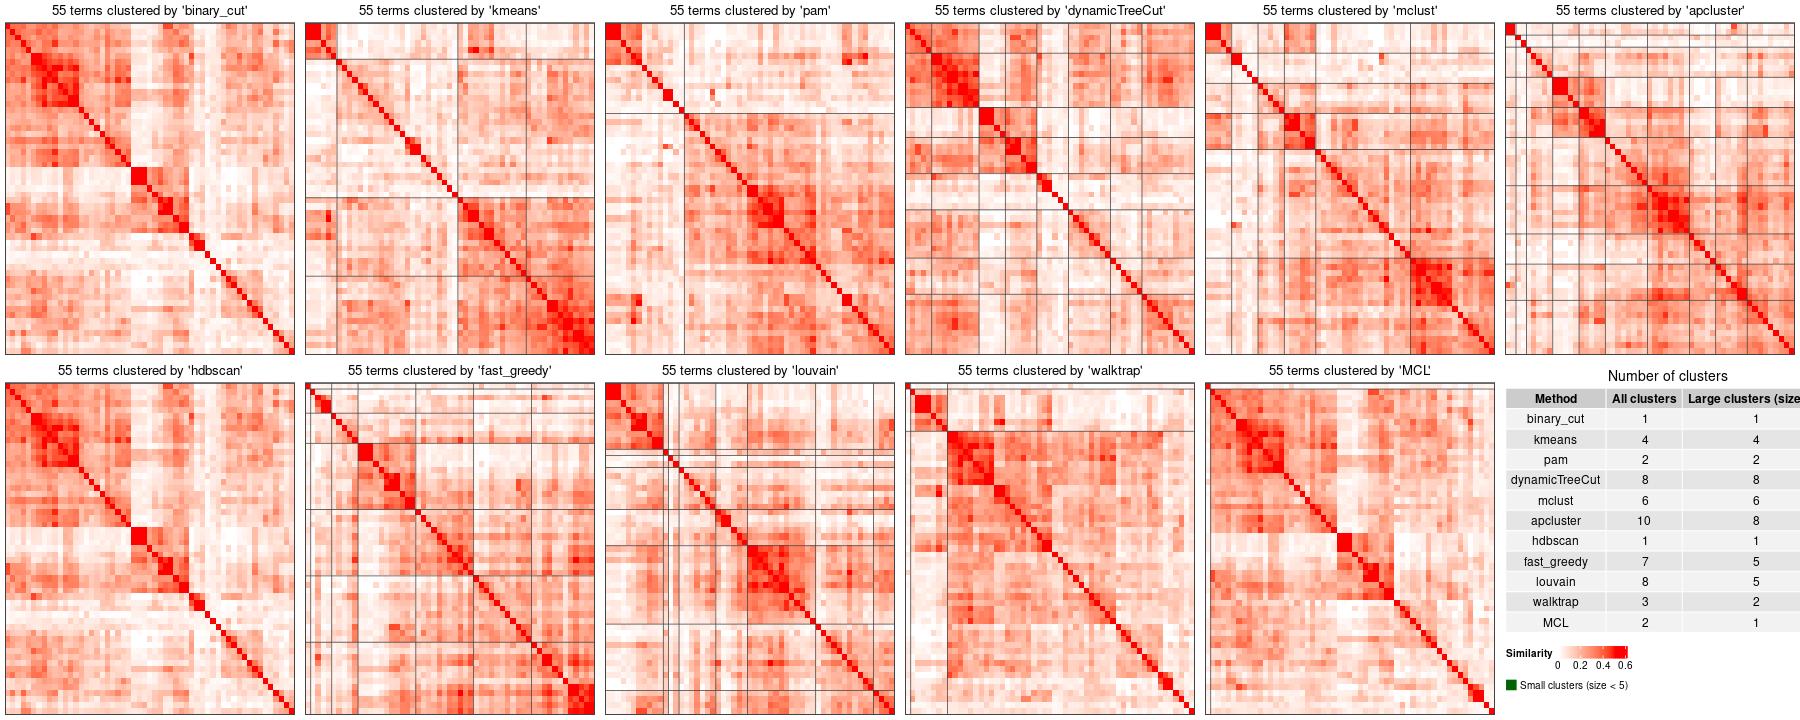 55 terms clustered by 'binary_cut'
55 terms clustered by 'kmeans'
55 terms clustered by 'pam'
55 terms clustered by 'dynamicTreeCut'
55 terms clustered by 'mclust'
55 terms clustered by 'apcluster'
55 terms clustered by 'hdbscan'
55 terms clustered by 'fast_greedy'
55 terms clustered by 'louvain'
55 terms clustered by 'walktrap'
55 terms clustered by 'MCL'
Number of clusters
Method All clusters Large clusters (size
binary_cut 1 1
kmeans 4 4
pam 2 2
dynamicTreeCut 8 8
mclust 6 6
apcluster 10 8
hdbscan 1 1
fast_greedy 7 5
louvain 8 5
walktrap 3 2
MCL 2 1
Similarity
0 0.2 0.4 0.6
Small clusters (size < 5)